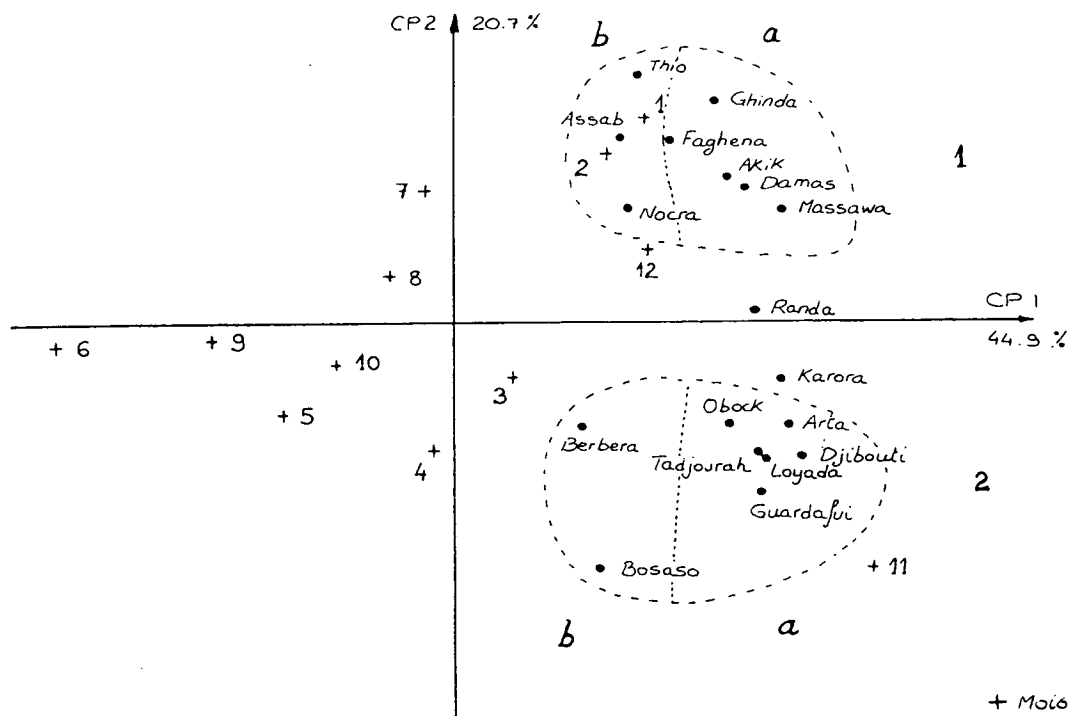 CP2 20.7 %
b a
Thio
Ghinda
1
Assab
Faghena
1
2
AKiK
Damas
7
Nocra
Massawa
12
8
Randa
CP 1
44.9 %
6
9
10
3
Karora
5
Obock
Arta
Berbera
4
Tadjourah
Loyada
Djibouti
2
Guardafui
Bosaso
11
b a
+ Mois